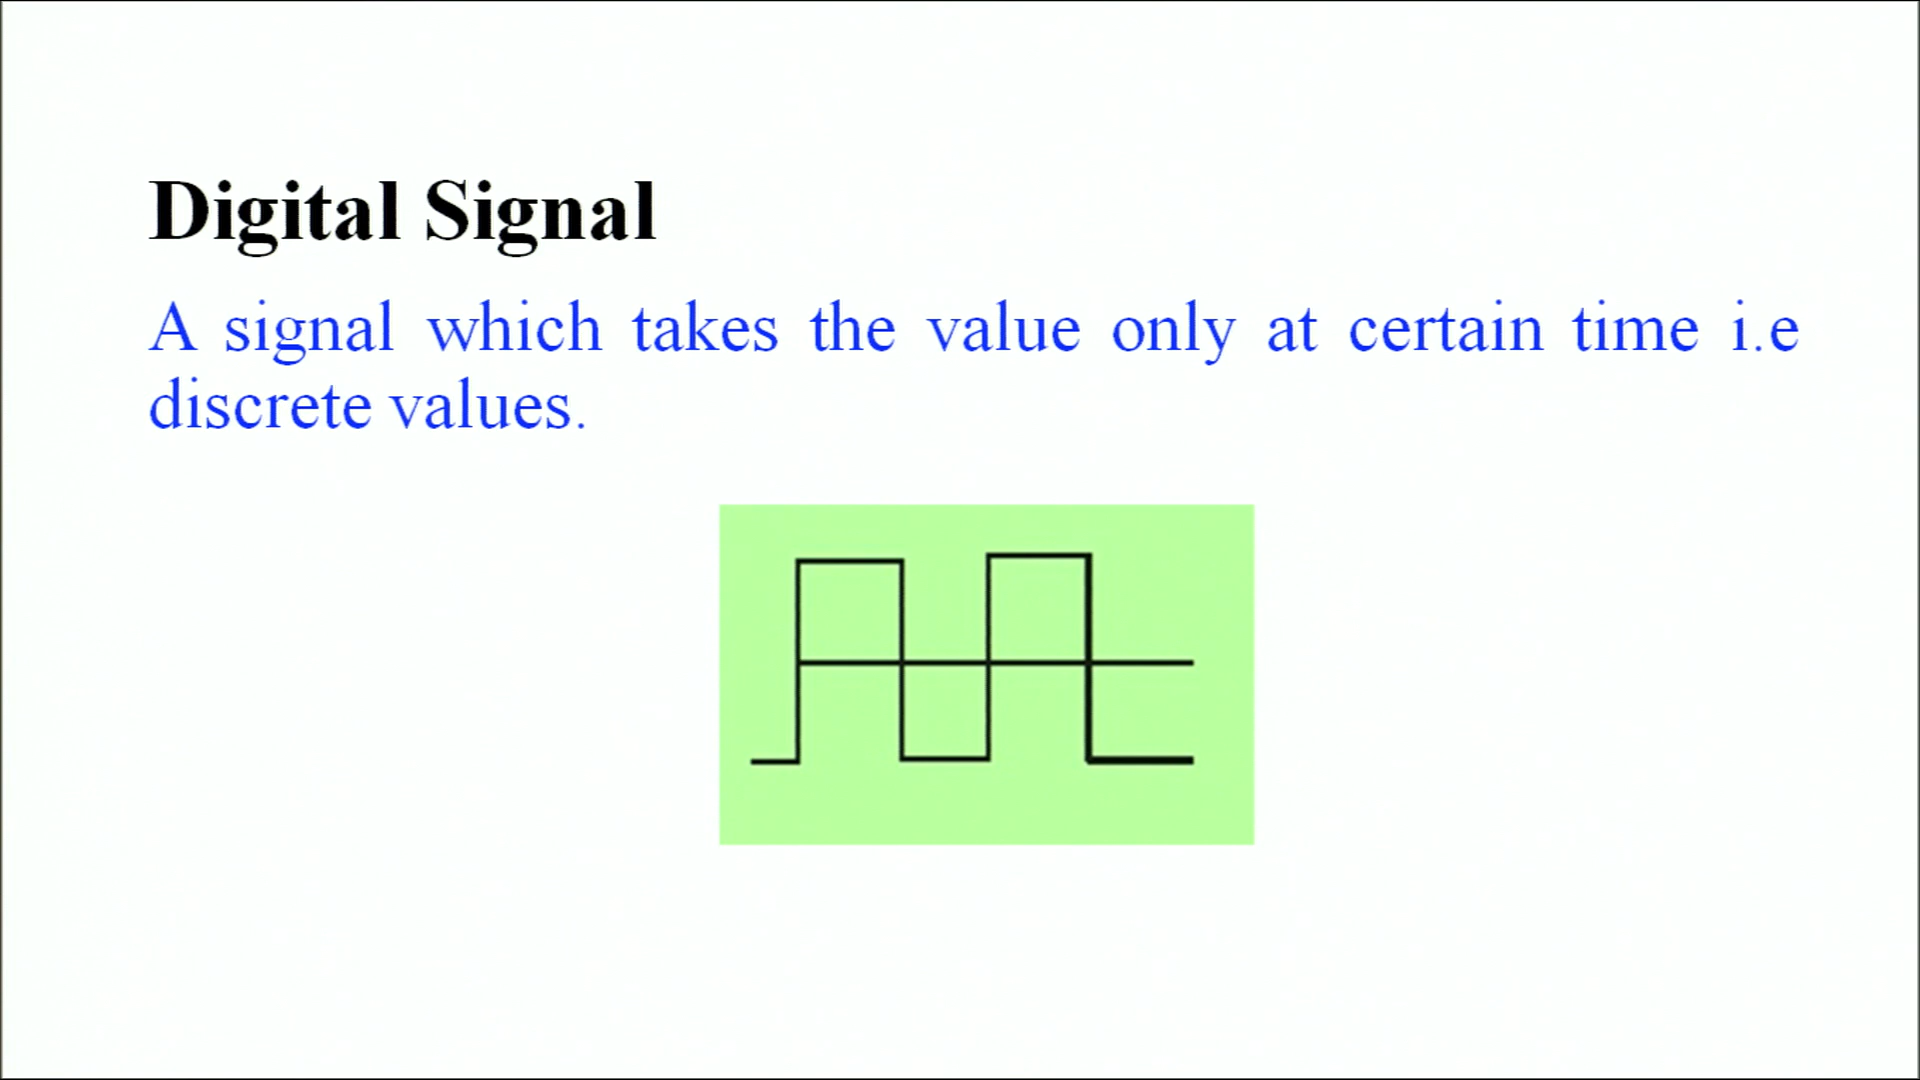 Digital Signal
A signal which takes the value only at certain time i.e
discrete values.